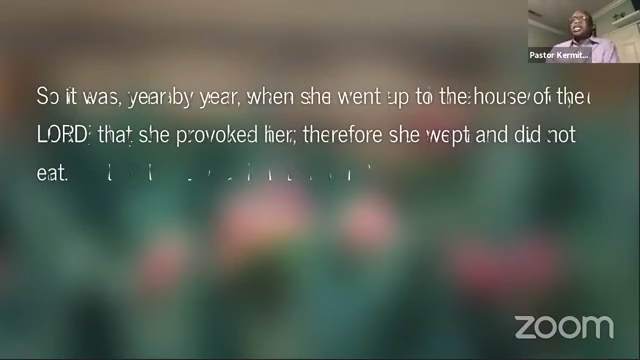 Pastor Kermit...
So it was, year by year, when she went up to the house of the
LORD, that she provoked her; therefore she wept and did not
eat.
zoom